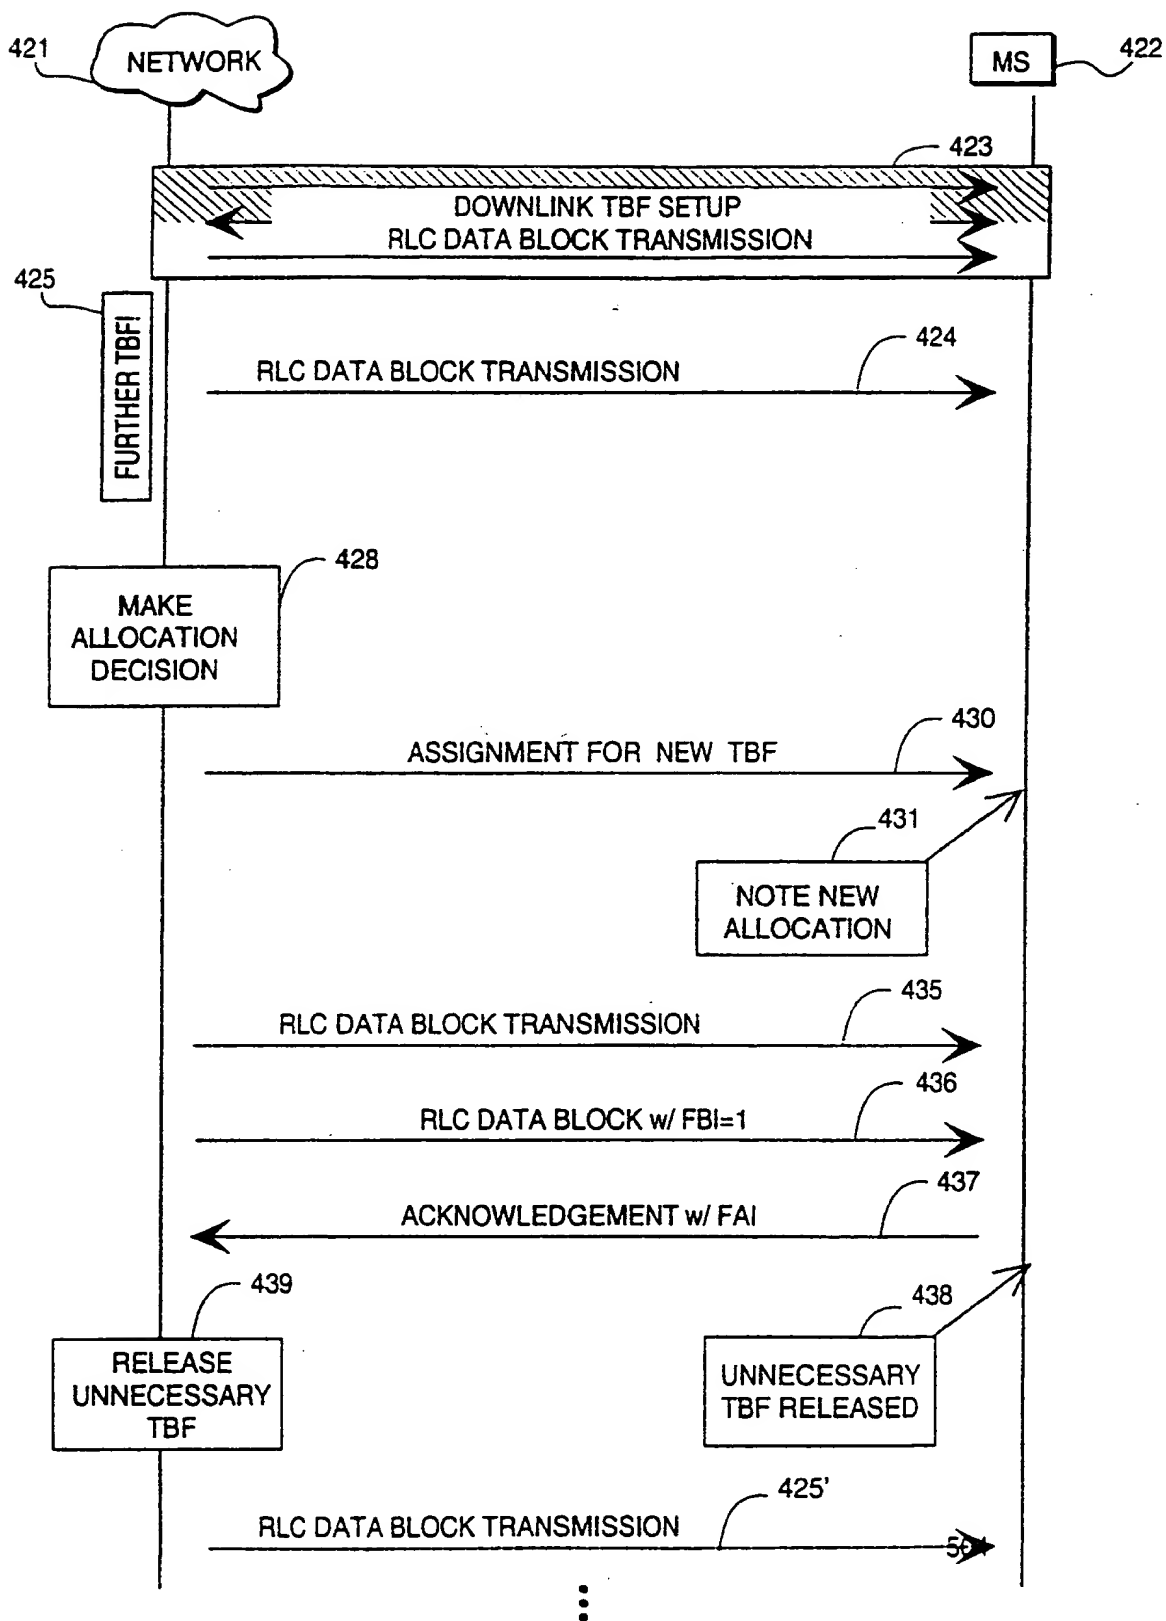 421
NETWORK
MS
422
423
DOWNLINK TBF SETUP
RLC DATA BLOCK TRANSMISSION
425
FURTHER TBF!
424
RLC DATA BLOCK TRANSMISSION
428
MAKE
ALLOCATION
DECISION
430
ASSIGNMENT FOR NEW TBF
431
NOTE NEW
ALLOCATION
435
RLC DATA BLOCK TRANSMISSION
436
RLC DATA BLOCK w/ FBI=1
437
ACKNOWLEDGEMENT w/ FAI
439
438
RELEASE
UNNECESSARY
TBF
UNNECESSARY
TBF RELEASED
425'
RLC DATA BLOCK TRANSMISSION